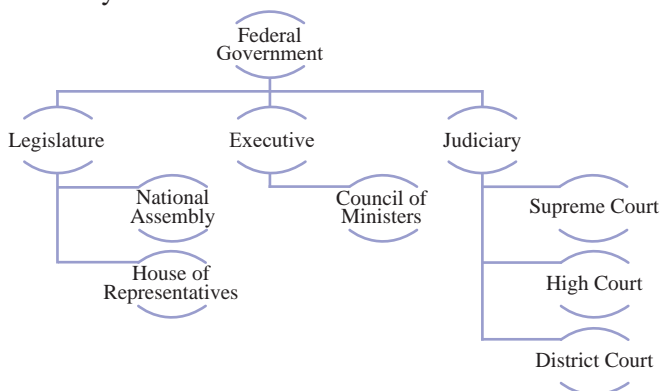 Federal
Government
Legislature
Executive
Judiciary
National
Assembly
House of
Representatives
Council of
Ministers
Supreme Court
High Court
District Court